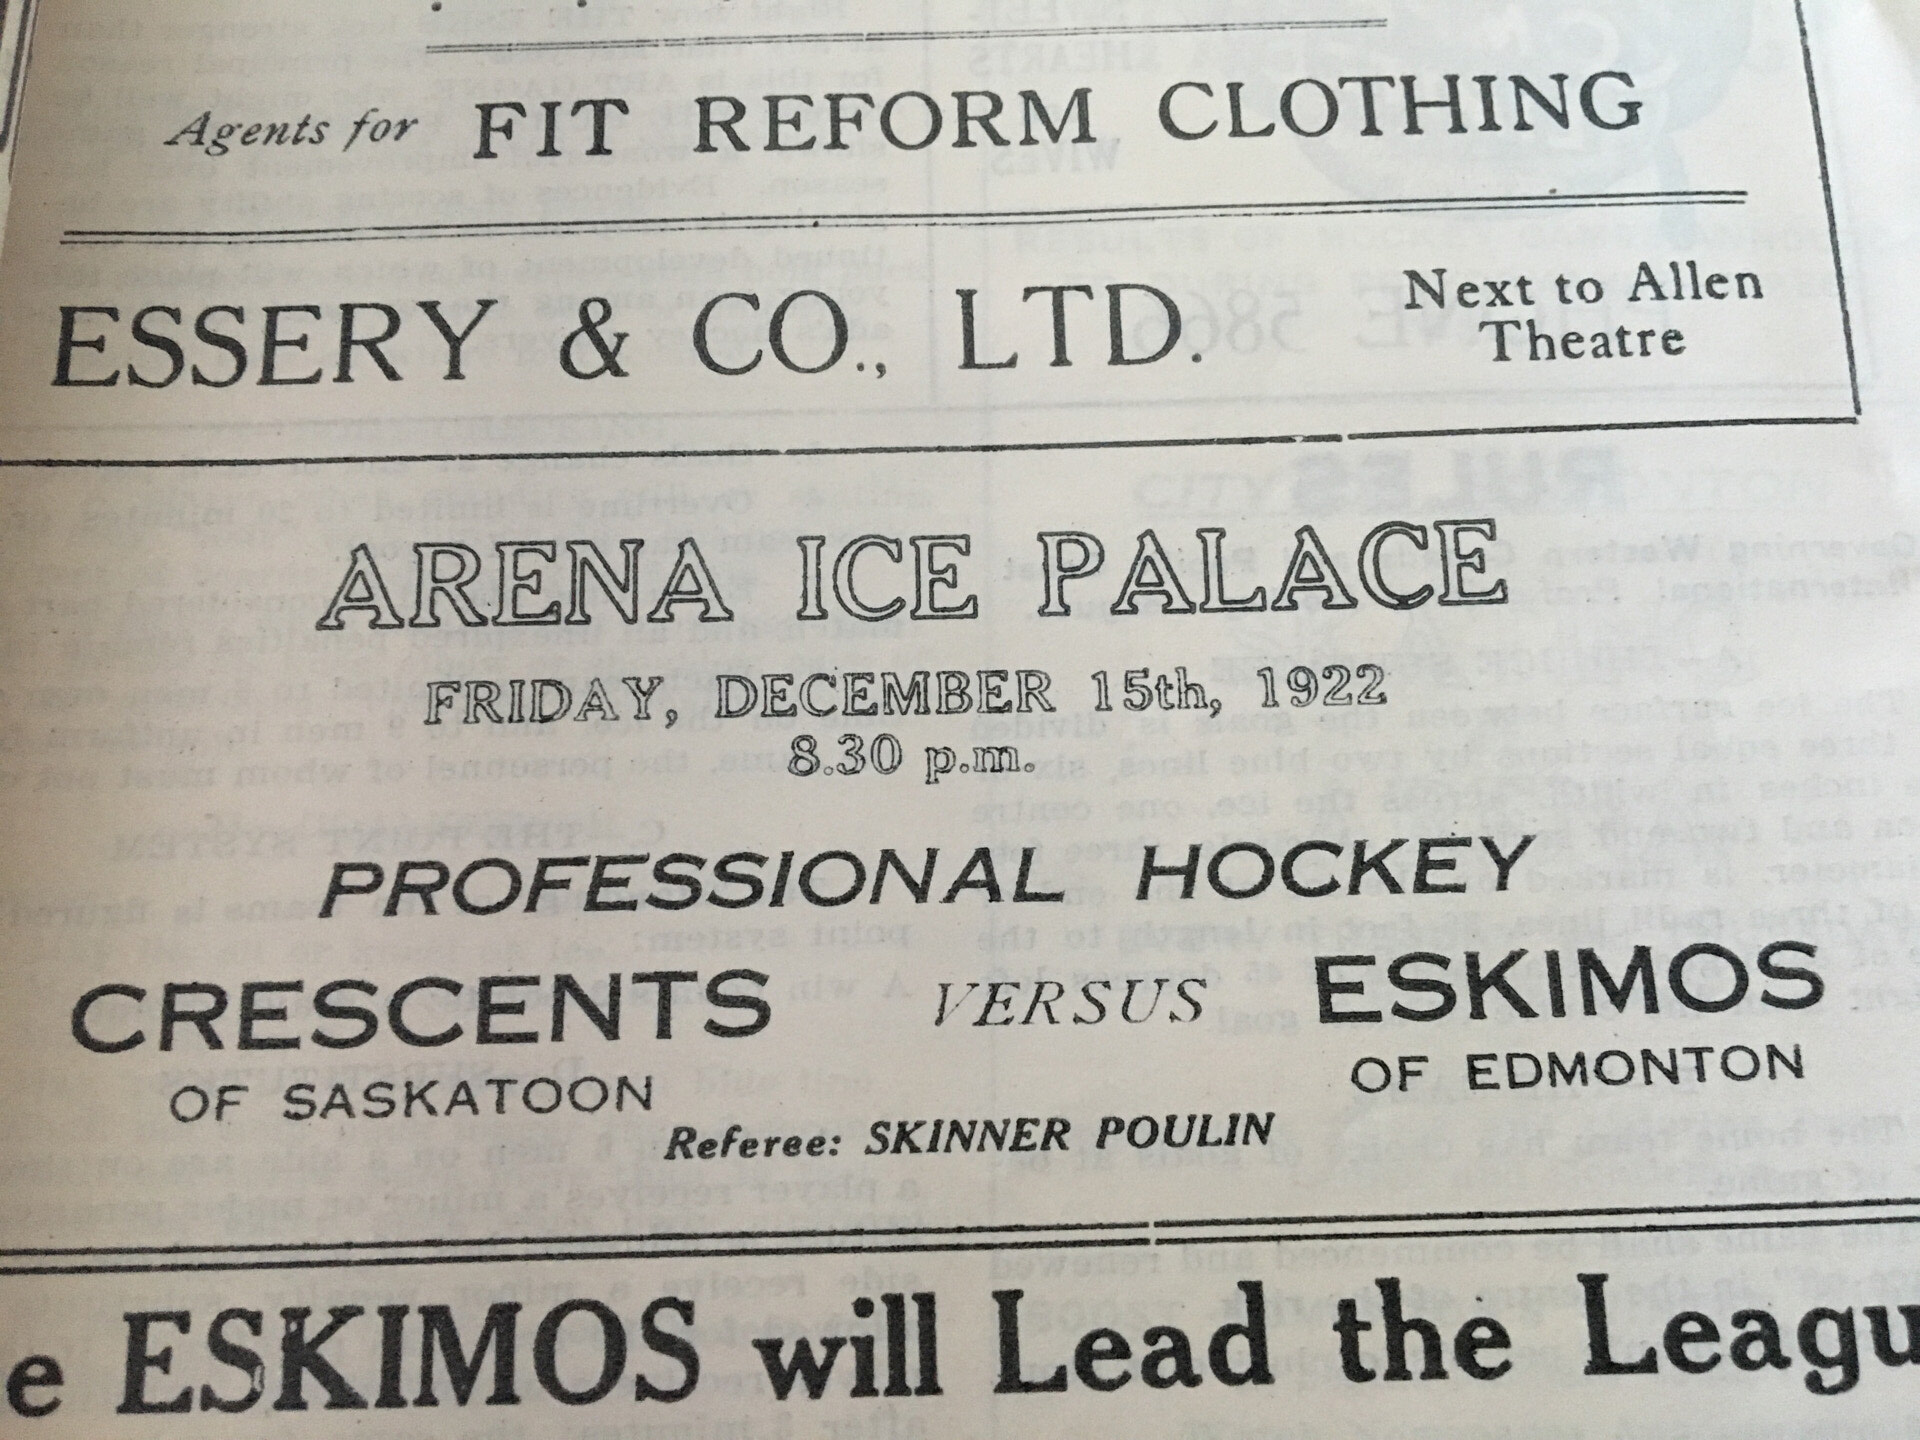 Agents for FIT REFORM CLOTHING
ESSERY & CO., LTD. Next to Allen
Theatre
ARENA ICE PALACE
FRIDAY, DECEMBER 15th, 1922
8.30 p.m.
PROFESSIONAL HOCKEY
CRESCENTS VERSUS ESKIMOS
OF SASKATOON OF EDMONTON
Referee: SKINNER POULIN
e ESKIMOS will Lead the Leagu